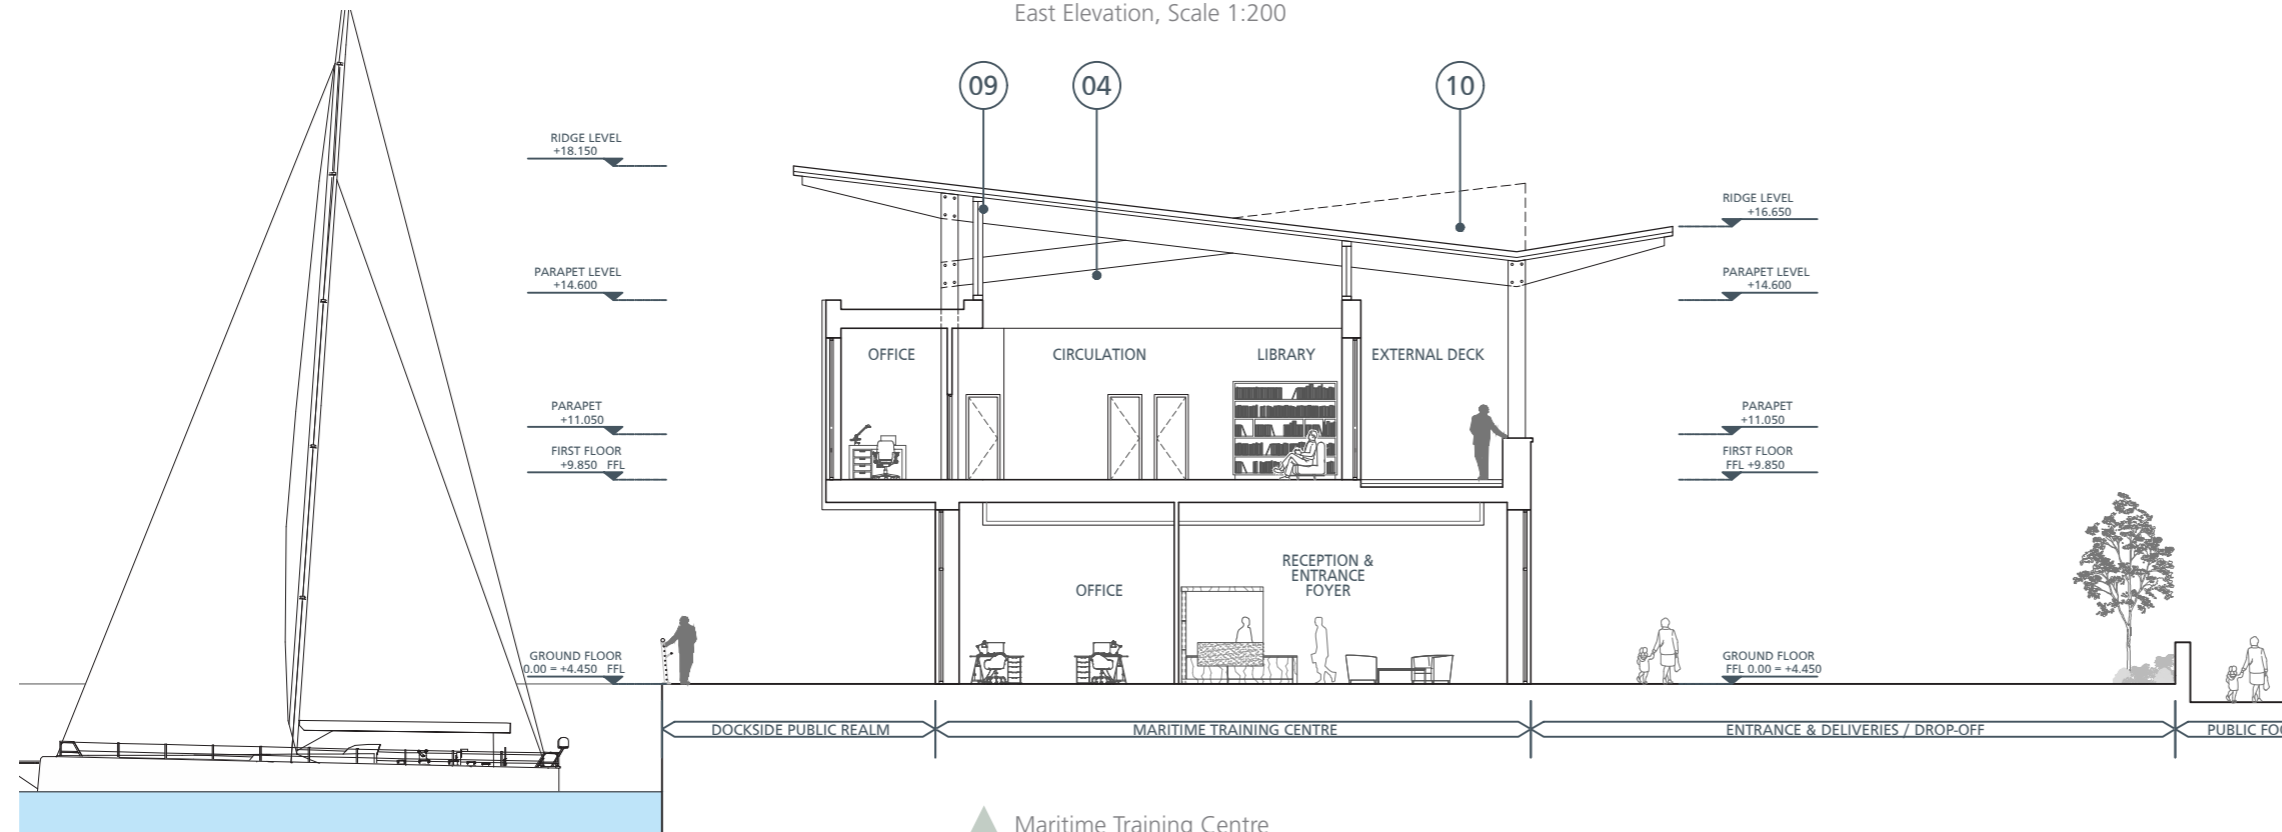 East Elevation, Scale 1:200
09
04
10
RIDGE LEVEL
+18.150
RIDGE LEVEL
+16.650
PARAPET LEVEL
+14.600
PARAPET LEVEL
+14.600
OFFICE
CIRCULATION
LIBRARY
EXTERNAL DECK
PARAPET
+11.050
PARAPET
+11.050
FIRST FLOOR
+9.850 FFL
FIRST FLOOR
FFL +9.850
RECEPTION &
ENTRANCE
FOYER
OFFICE
GROUND FLOOR
0.00 = +4.450 FFL
GROUND FLOOR
FFL 0.00 = +4.450
DOCKSIDE PUBLIC REALM
MARITIME TRAINING CENTRE
ENTRANCE & DELIVERIES / DROP-OFF
PUBLIC
Maritime Training Centre